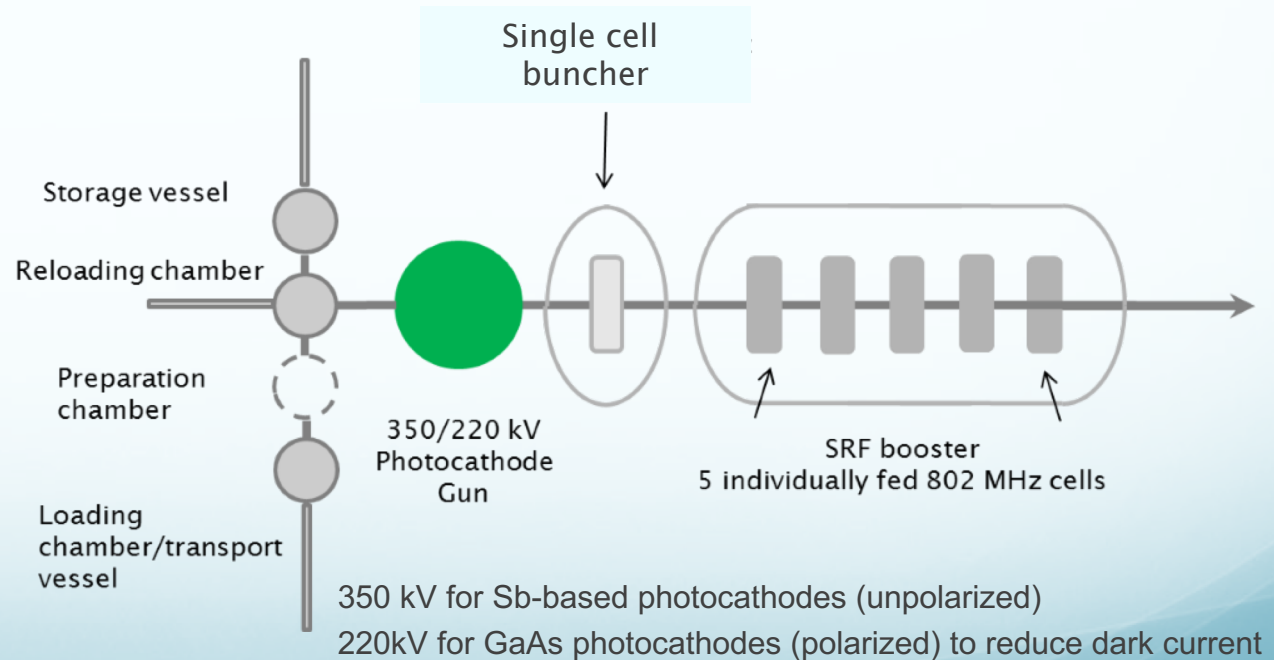 Single cell
buncher
Storage vessel
Reloading chamber
Preparation
chamber
350/220 kV
Photocathode
Gun
SRF booster
5 individually fed 802 MHz cells
Loading
chamber/transport
vessel
350 kV for Sb-based photocathodes (unpolarized)
220kV for GaAs photocathodes (polarized) to reduce dark current